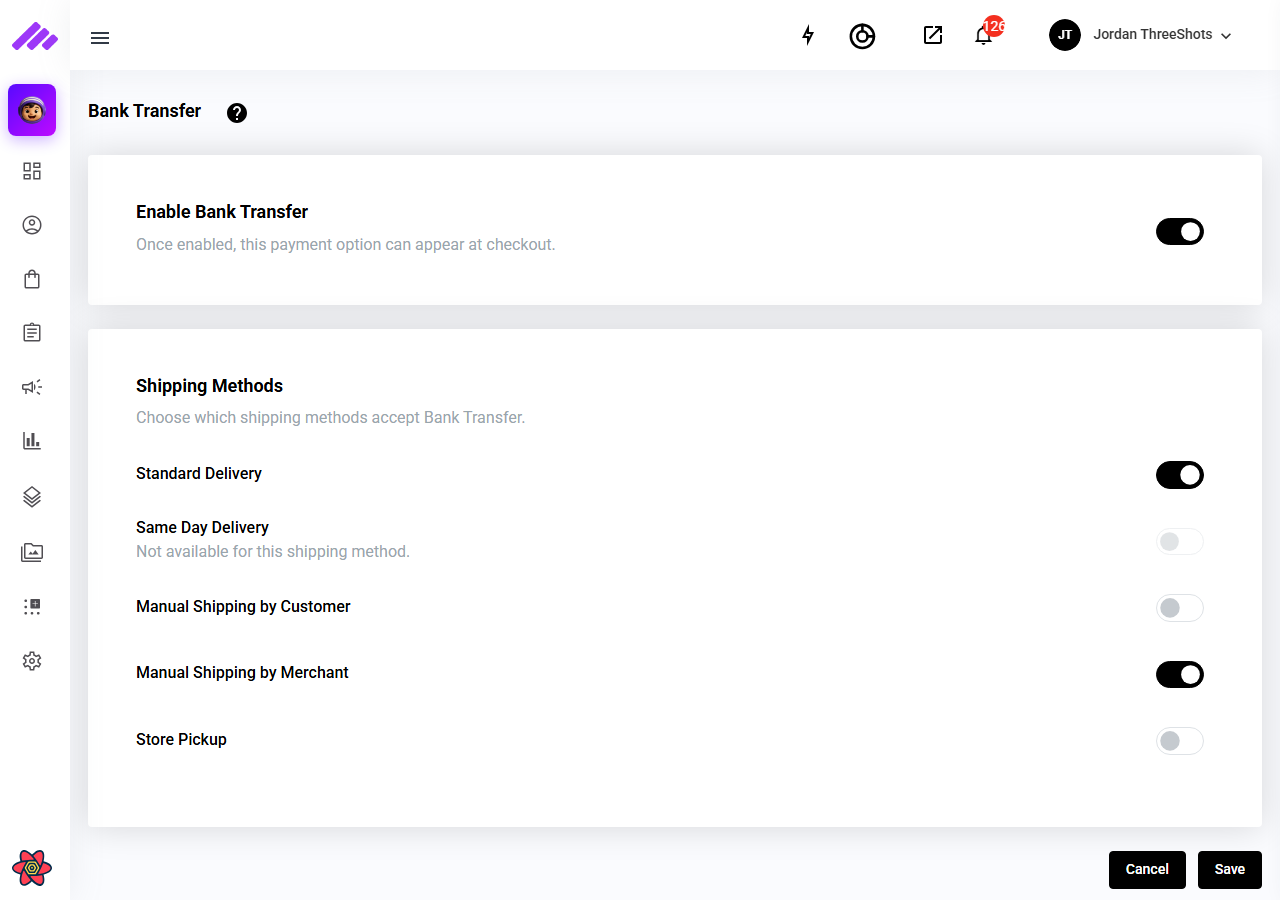 126
JT
Jordan ThreeShots
Bank Transfer
Enable Bank Transfer
Once enabled, this payment option can appear at checkout.
Shipping Methods
Choose which shipping methods accept Bank Transfer.
Standard Delivery
Same Day Delivery
Not available for this shipping method.
Manual Shipping by Customer
Manual Shipping by Merchant
Store Pickup
Cancel
Save